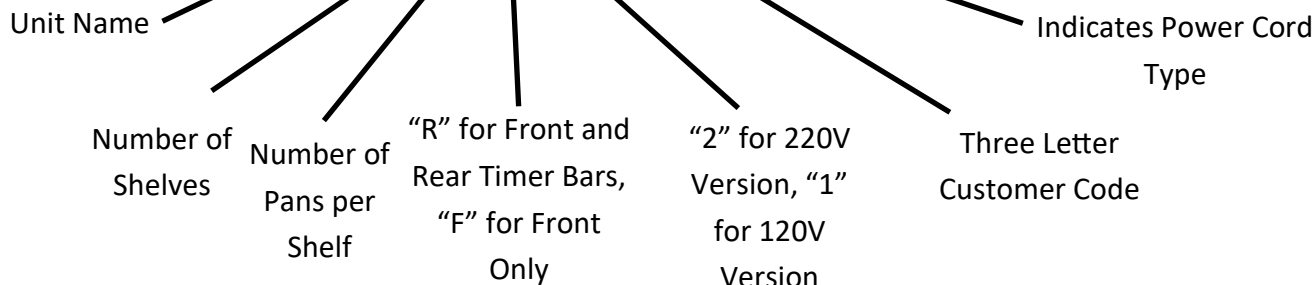 Unit Name
Indicates Power Cord
Type
Number of
Shelves
Number of
Pans per
Shelf
“R” for Front and
Rear Timer Bars,
“F” for Front
Only
“2” for 220V
Version, “1”
for 120V
Version
Three Letter
Customer Code